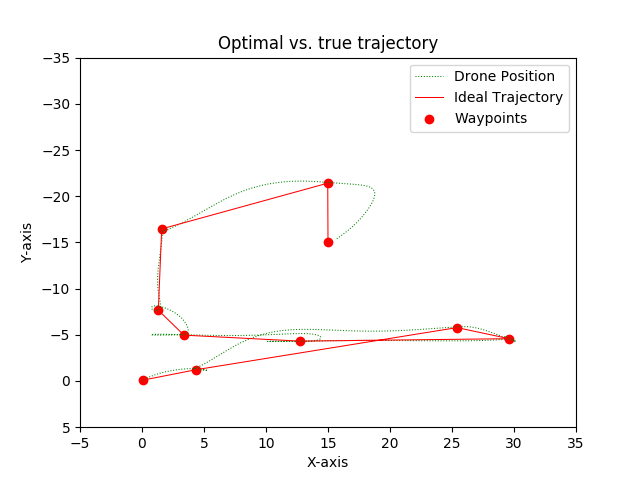 Optimal vs. true trajectory
Drone Position
Ideal Trajectory
Waypoints
Y-axis
−35
−30
−25
−20
−15
−10
−5
0
5
−5 0 5 10 15 20 25 30 35
X-axis